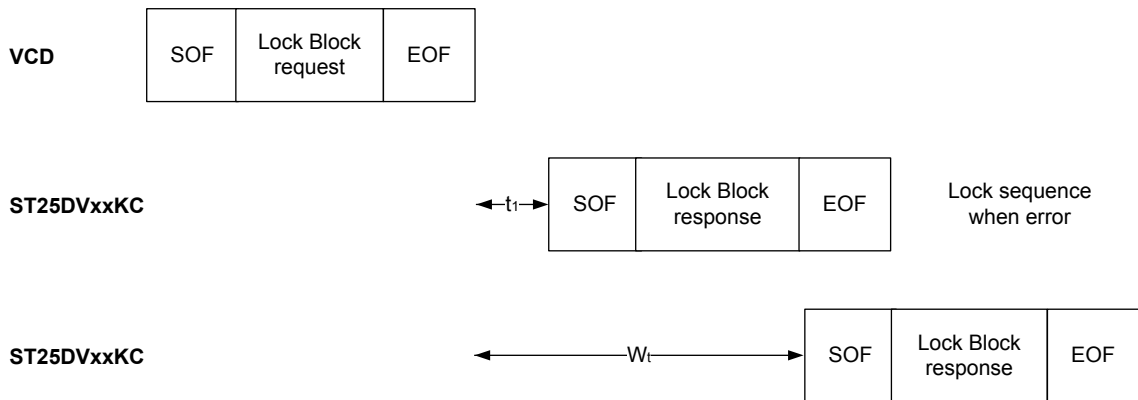 VCD
SOF
Lock Block
request
EOF
ST25DVxxKC
t1
SOF
Lock Block
response
EOF
Lock sequence
when error
ST25DVxxKC
Wt
SOF
Lock Block
response
EOF